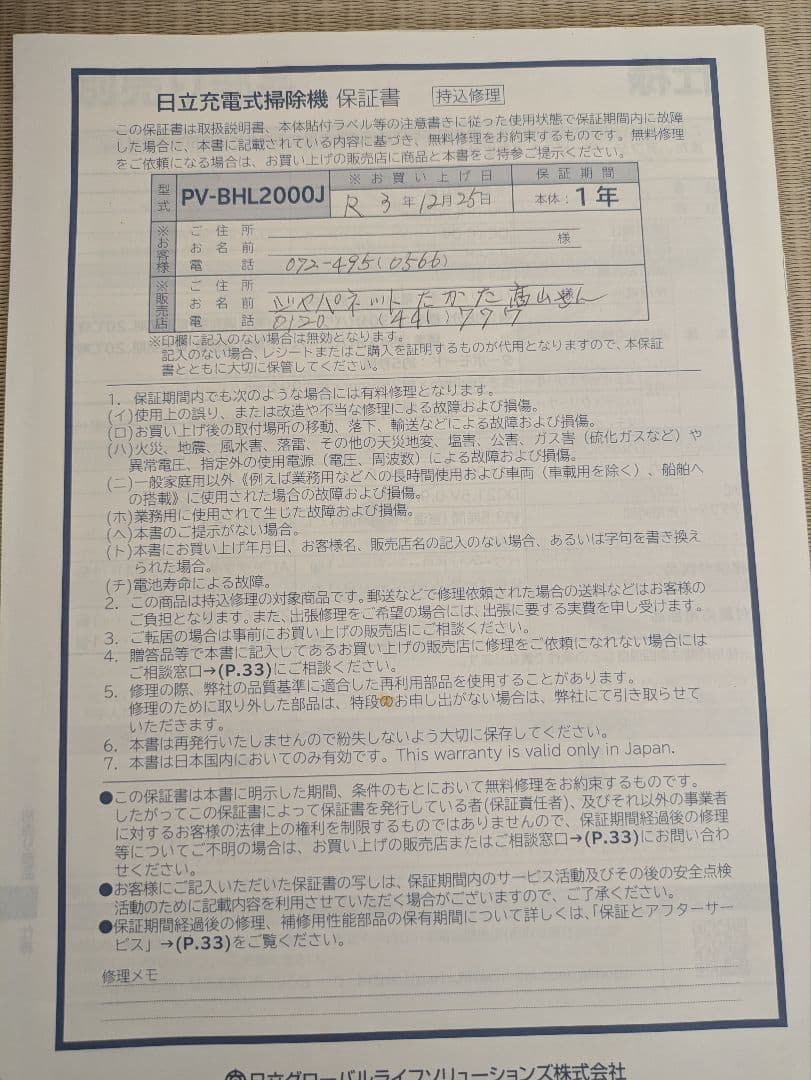 日立充電式掃除機 保証書 持込修理
この保証書は取扱説明書、本体貼付ラベル等の注意書きに従った使用状態で保証期間内に故障
した場合に、本書に記載されている内容に基づき、無料修理をお約束するものです。無料修理
をご依頼になる場合は、お買い上げの販売店に商品と本書をご持参ご提示ください。
型式 PV-BHL2000J ※お買い上げ日 R 3年12月25日 保証期間 本体:1年
※お客様
ご住所
お名前 様
電話 072-495(0566)
※販売店
ご住所
お名前 ジャパネットたかた 高山さん
電話 0120 (441)777
※印欄に記入のない場合は無効となります。
記入のない場合、レシートまたはご購入を証明するものが代用となりますので、本保証
書とともに大切に保管してください。
1. 保証期間内でも次のような場合には有料修理となります。
(イ)使用上の誤り、または改造や不当な修理による故障および損傷。
(ロ)お買い上げ後の取付場所の移動、落下、輸送などによる故障および損傷。
(ハ)火災、地震、風水害、落雷、その他の天災地変、塩害、公害、ガス害（硫化ガスなど）や
異常電圧、指定外の使用電源（電圧、周波数）による故障および損傷。
(ニ)一般家庭用以外《例えば業務用などへの長時間使用および車両（車載用を除く）、船舶へ
の搭載》に使用された場合の故障および損傷。
(ホ)業務用に使用されて生じた故障および損傷。
(ヘ)本書のご提示がない場合。
(ト)本書にお買い上げ年月日、お客様名、販売店名の記入のない場合、あるいは字句を書き換え
られた場合。
(チ)電池寿命による故障。
2. この商品は持込修理の対象商品です。郵送などで修理依頼された場合の送料などはお客様の
ご負担となります。また、出張修理をご希望の場合には、出張に要する実費を申し受けます。
3. ご転居の場合は事前にお買い上げの販売店にご相談ください。
4. 贈答品等で本書に記入してあるお買い上げの販売店に修理をご依頼になれない場合には
ご相談窓口→(P.33)にご相談ください。
5. 修理の際、弊社の品質基準に適合した再利用部品を使用することがあります。
修理のために取り外した部品は、特段のお申し出がない場合は、弊社にて引き取らせて
いただきます。
6. 本書は再発行いたしませんので紛失しないよう大切に保存してください。
7. 本書は日本国内においてのみ有効です。This warranty is valid only in Japan.
●この保証書は本書に明示した期間、条件のもとにおいて無料修理をお約束するものです。
したがってこの保証書によって保証書を発行している者(保証責任者)、及びそれ以外の事業者
に対するお客様の法律上の権利を制限するものではありませんので、保証期間経過後の修理
等についてご不明の場合は、お買い上げの販売店またはご相談窓口→(P.33)にお問い合わ
せください。
●お客様にご記入いただいた保証書の写しは、保証期間内のサービス活動及びその後の安全点検
活動のために記載内容を利用させていただく場合がございますので、ご了承ください。
●保証期間経過後の修理、補修用性能部品の保有期間について詳しくは、「保証とアフターサー
ビス」→(P.33)をご覧ください。
修理メモ
日立グローバルライフソリューションズ株式会社